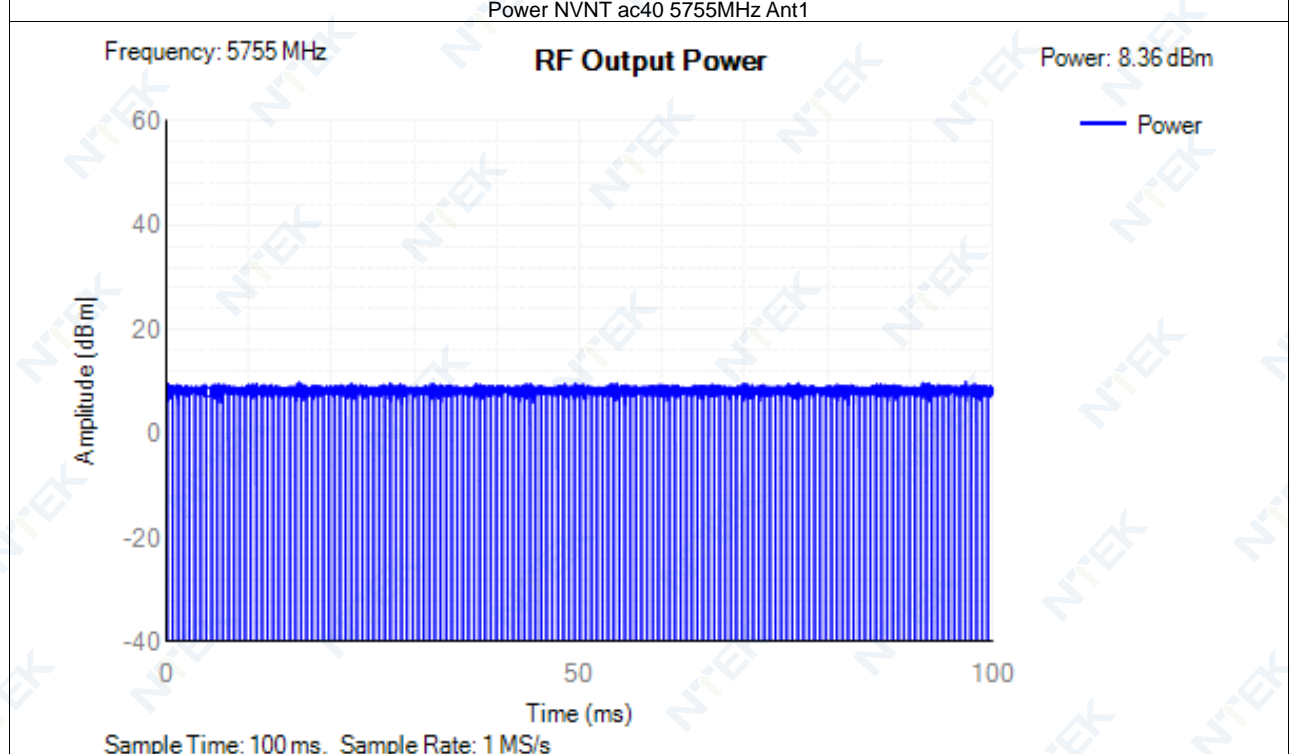 Power NVNT ac40 5755MHz Ant1
Frequency: 5755 MHz
RF Output Power
Power: 8.36 dBm
Power
60
40
20
0
-20
-40
Amplitude (dBm)
0 50 100
Time (ms)
Sample Time: 100 ms, Sample Rate: 1 MS/s
NTEK